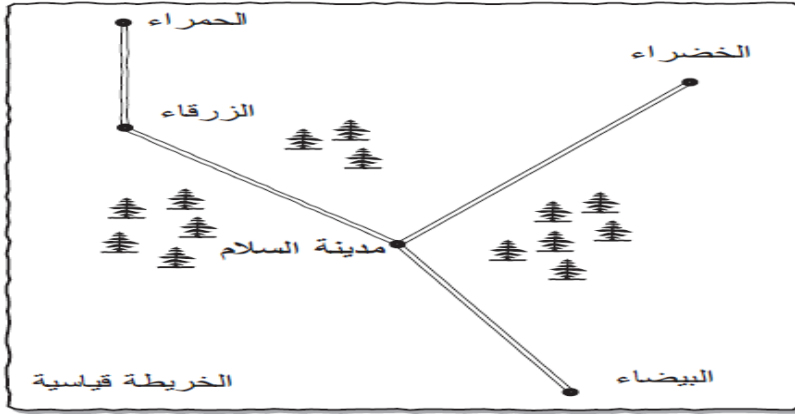 الحمراء
الخضراء
الزرقاء
مدينة السلام
البيضاء
الخريطة قياسية